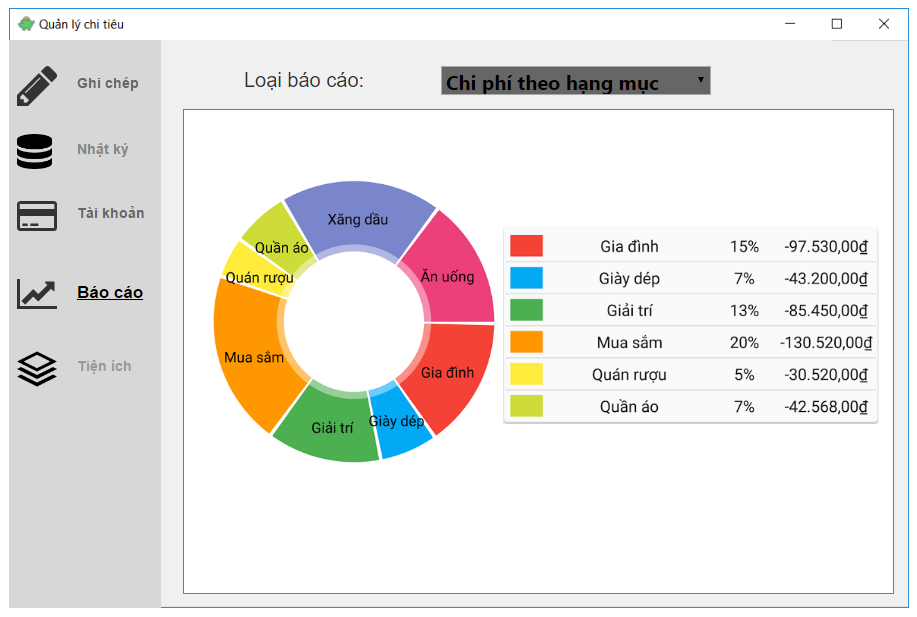 Quản lý chi tiêu
Ghi chép
Nhật ký
Tài khoản
Báo cáo
Tiện ích
Loại báo cáo:
Chi phí theo hạng mục
Xăng dầu
Quần áo
Ăn uống
Quán rượu
Mua sắm
Gia đình
Giày dép
Giải trí
Gia đình 15% -97.530,00₫
Giày dép 7% -43.200,00₫
Giải trí 13% -85.450,00₫
Mua sắm 20% -130.520,00₫
Quán rượu 5% -30.520,00₫
Quần áo 7% -42.568,00₫